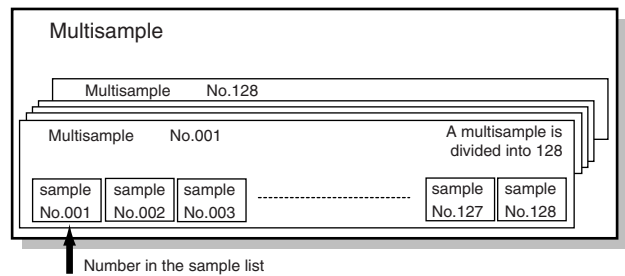 Multisample
Multisample No.128
Multisample No.001
A multisample is
divided into 128
sample
No.001
sample
No.002
sample
No.003
sample
No.127
sample
No.128
Number in the sample list